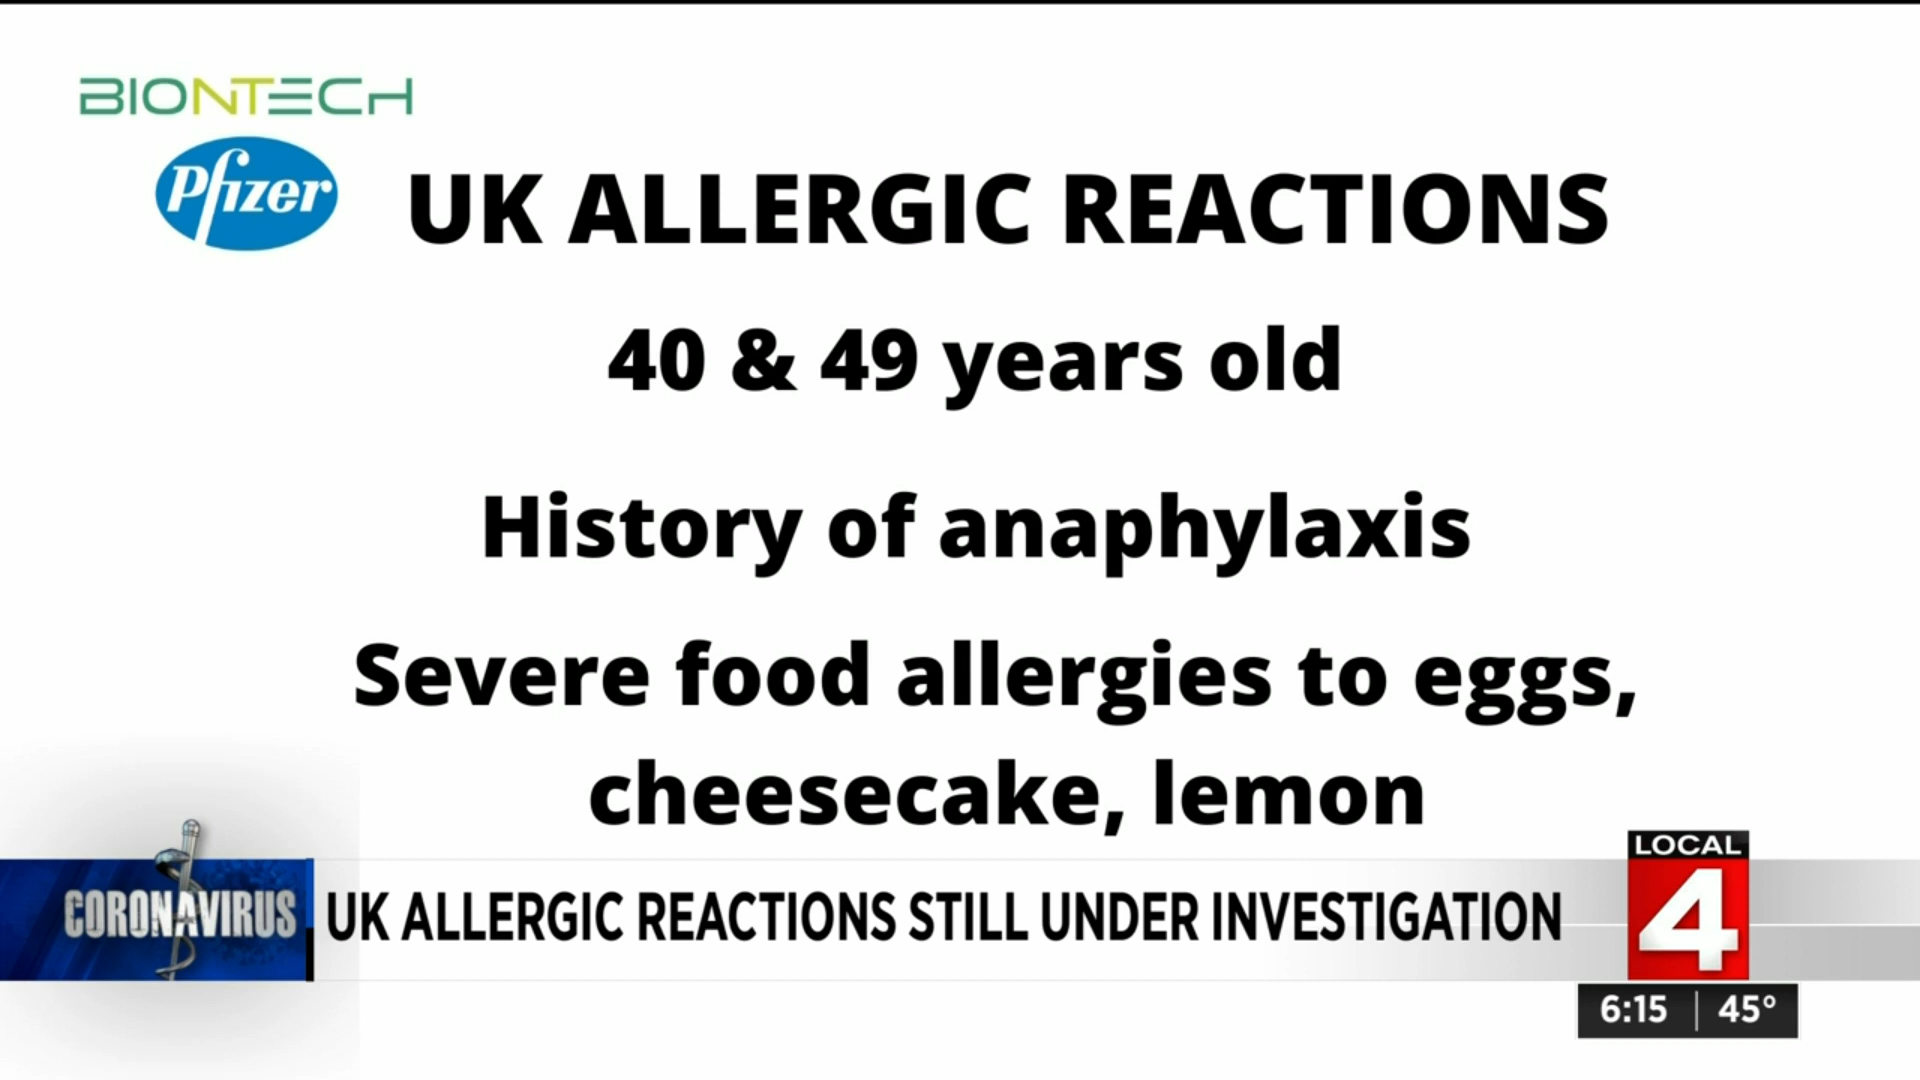 BIONTECH
Pfizer
UK ALLERGIC REACTIONS
40 & 49 years old
History of anaphylaxis
Severe food allergies to eggs,
cheesecake, lemon
CORONAVIRUS
UK ALLERGIC REACTIONS STILL UNDER INVESTIGATION
LOCAL
4
6:15 | 45°